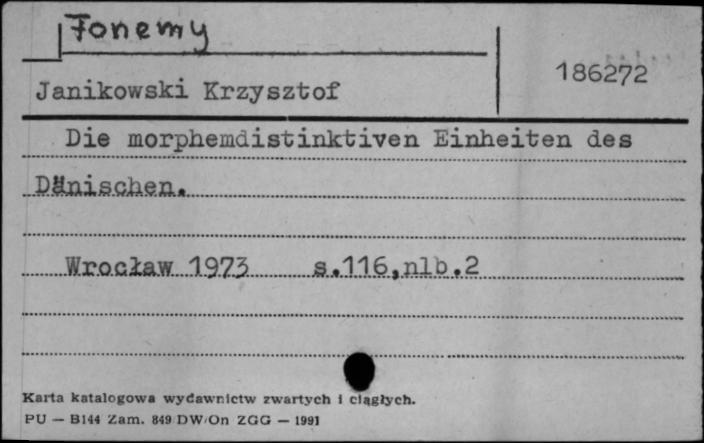 Fonemy
186272
Janikowski Krzysztof
Die morphemdistinktiven Einheiten des
Dänischen.
Wrocław 1973 s.116,nlb.2
Karta katalogowa wydawnictw zwartych i ciągłych.
PU — B144 Zam. 849 DW/On ZGG — 1991